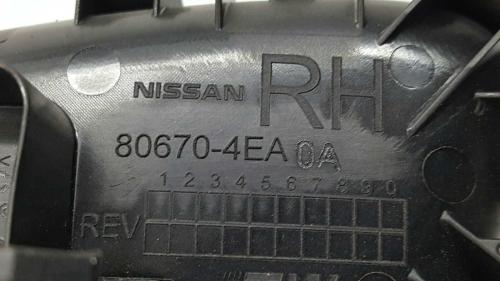 NISSAN RH
80670-4EA 0A
1 2 3 4 5 6 7 8 9 0
REV